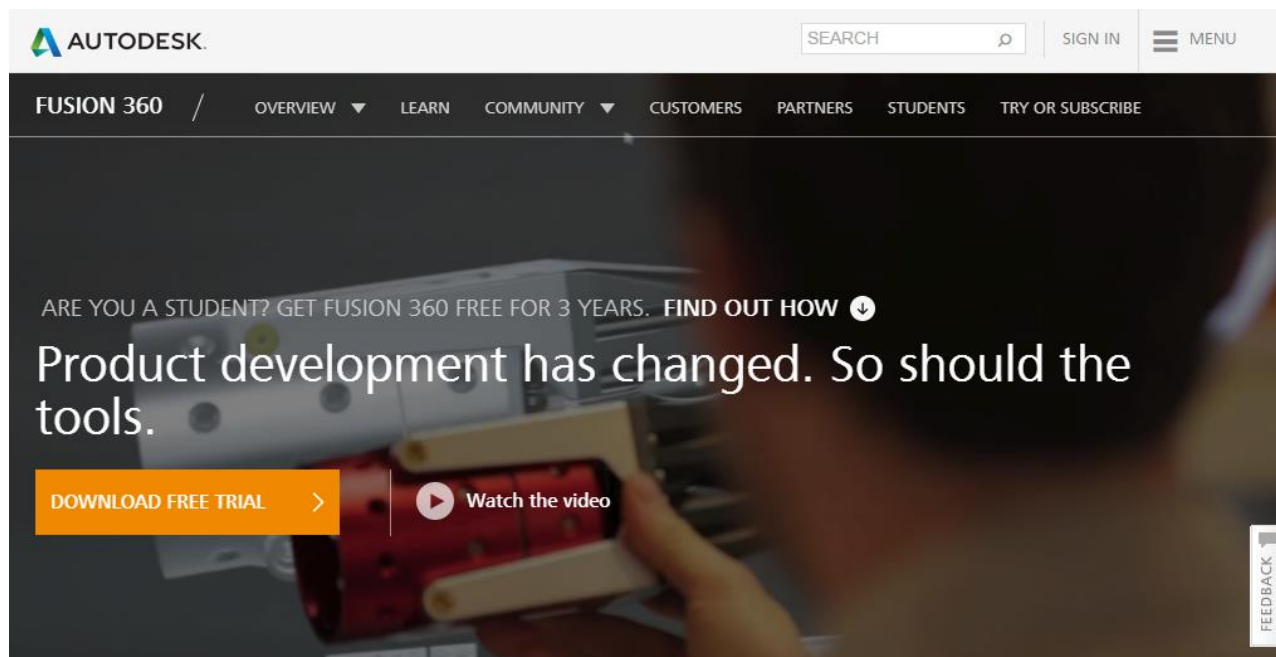 AUTODESK.
SEARCH
SIGN IN
MENU
FUSION 360 / OVERVIEW LEARN COMMUNITY CUSTOMERS PARTNERS STUDENTS TRY OR SUBSCRIBE
ARE YOU A STUDENT? GET FUSION 360 FREE FOR 3 YEARS. FIND OUT HOW
Product development has changed. So should the
tools.
DOWNLOAD FREE TRIAL
Watch the video
FEEDBACK